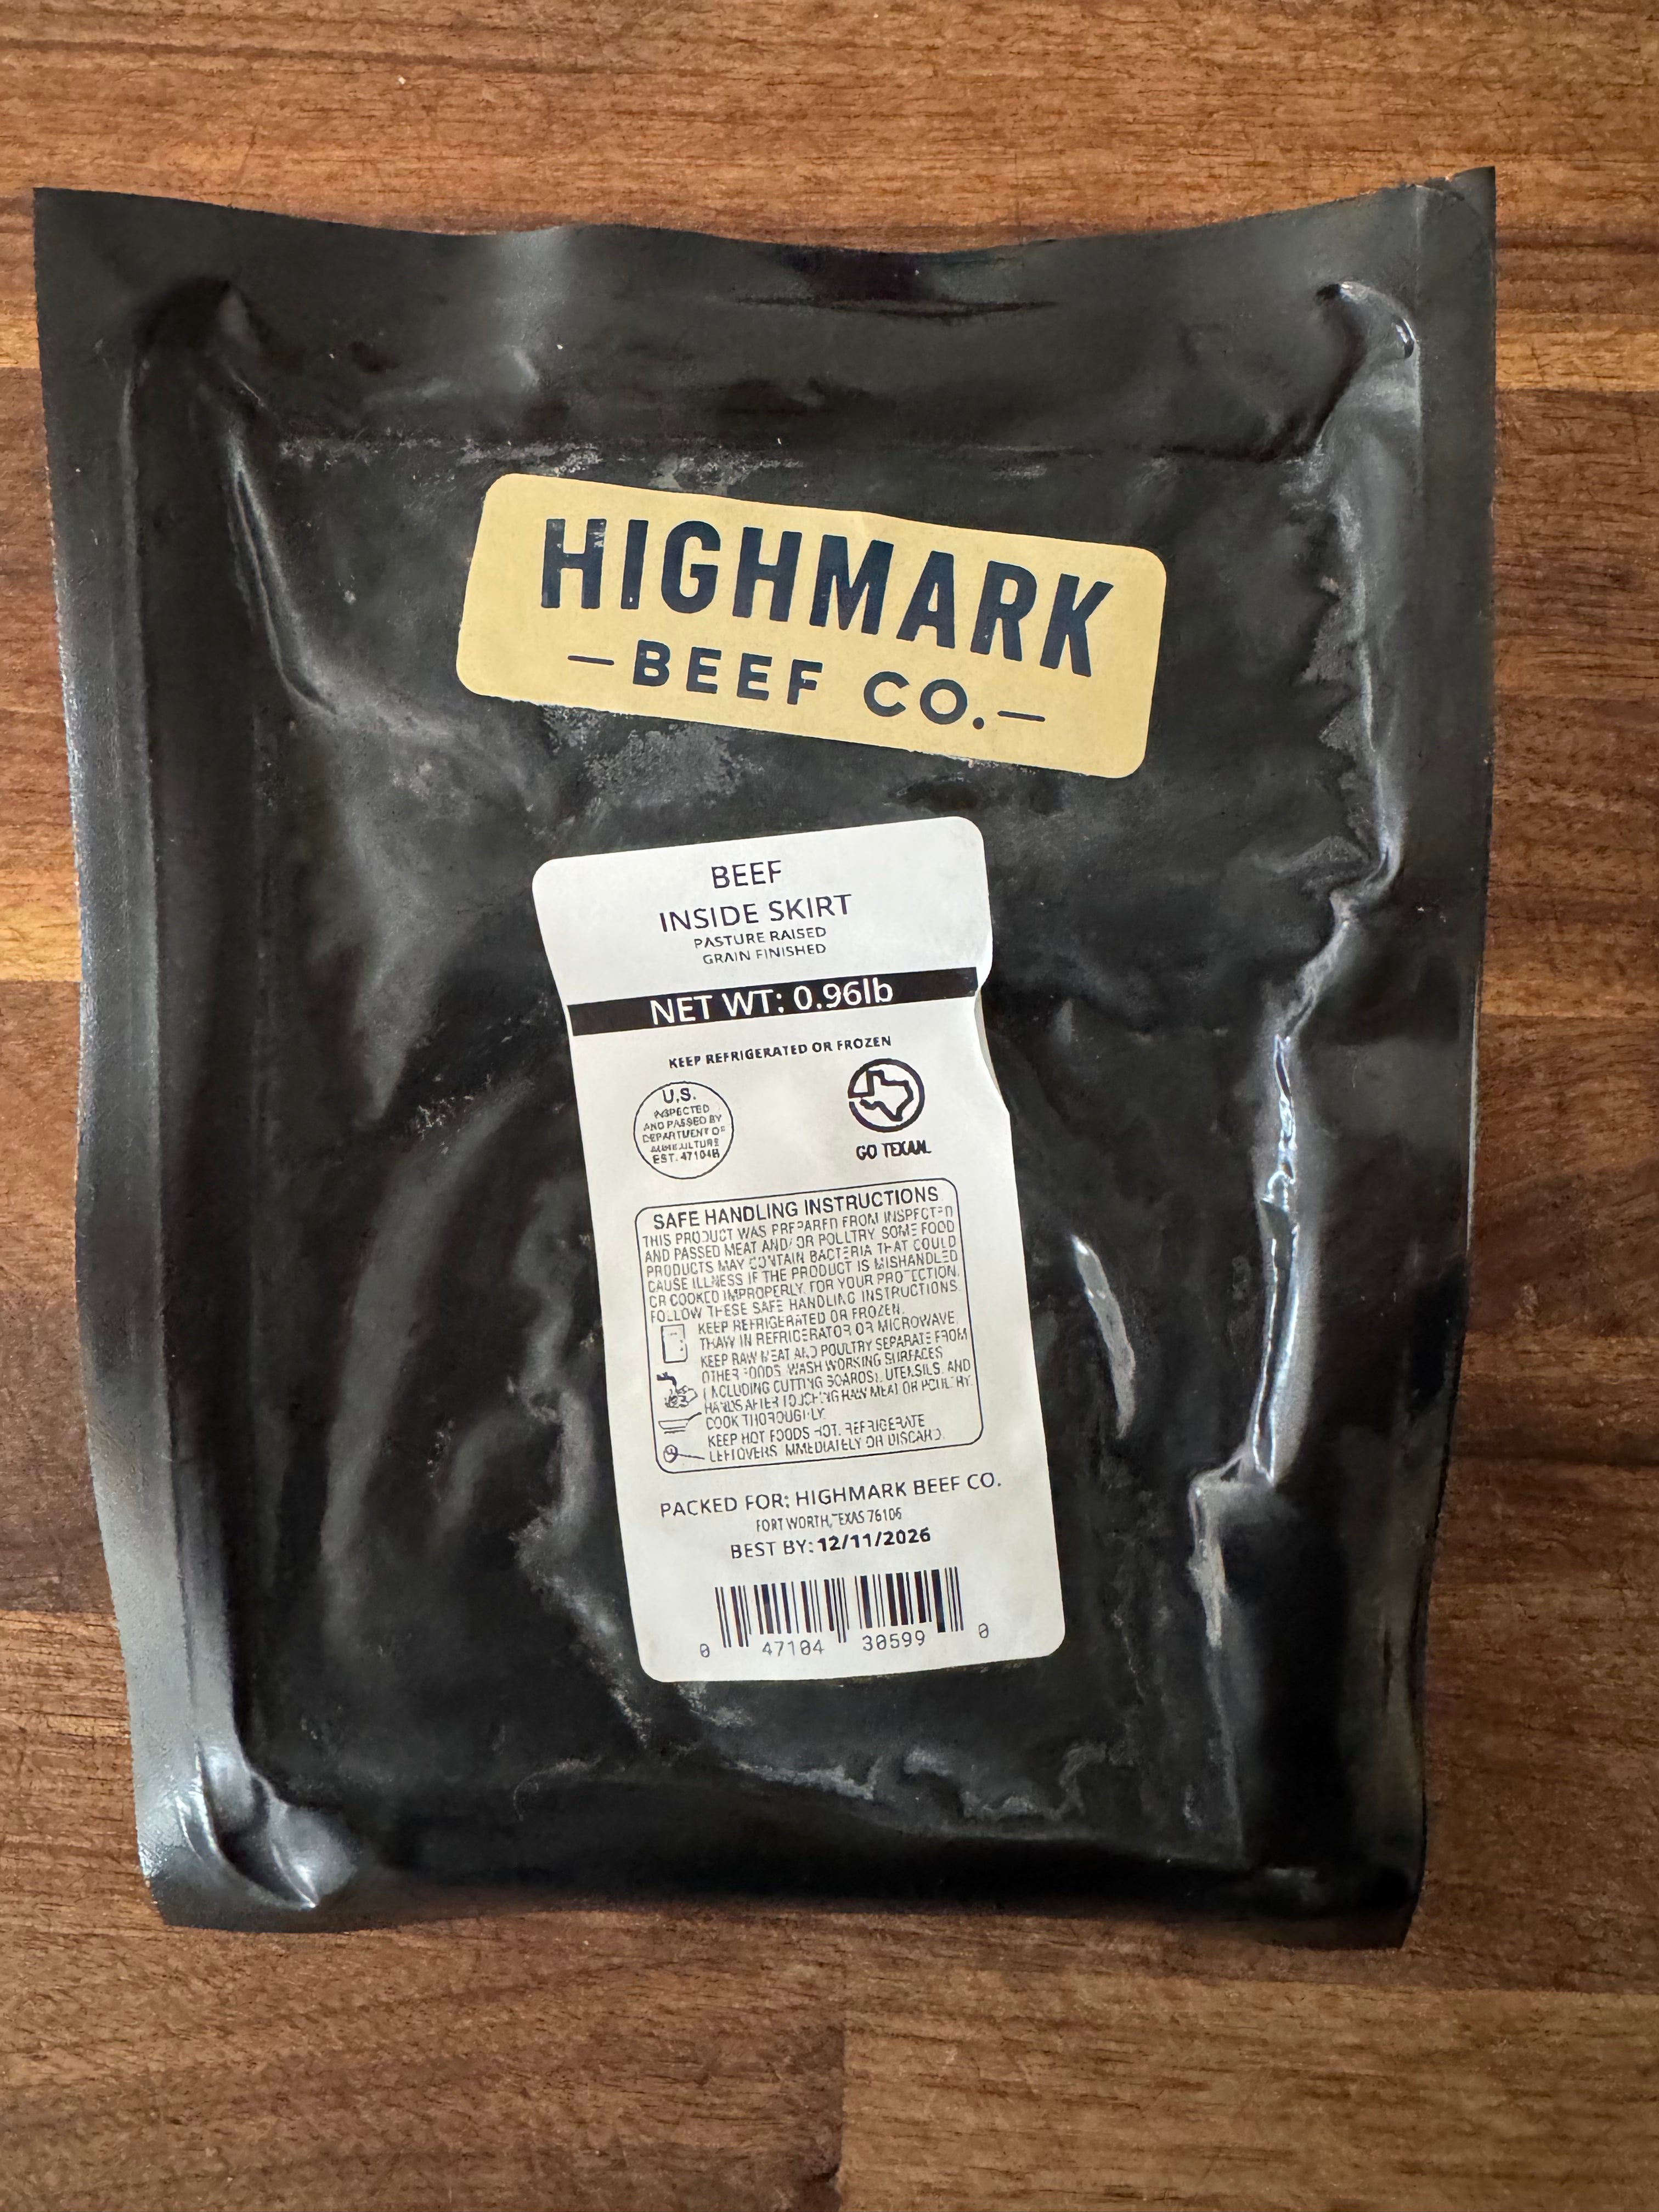 HIGHMARK
—BEEF CO.—
BEEF
INSIDE SKIRT
PASTURE RAISED
GRAIN FINISHED
NET WT: 0.96lb
KEEP REFRIGERATED OR FROZEN
U.S.
INSPECTED
AND PASSED BY
DEPARTMENT OF
AGRICULTURE
EST. 47104B
GO TEXAN.
SAFE HANDLING INSTRUCTIONS
THIS PRODUCT WAS PREPARED FROM INSPECTED
AND PASSED MEAT AND/OR POLTRY SOME FOOD
PRODUCTS MAY CONTAIN BACTERIA THAT COULD
CAUSE ILLNESS IF THE PRODUCT IS MISHANDLED
OR COOKED IMPROPERLY. FOR YOUR PROTECTION,
FOLLOW THESE SAFE HANDLING INSTRUCTIONS.
KEEP REFRIGERATED OR FROZEN.
THAW IN REFRIGERATOR OR MICROWAVE.
KEEP RAW MEAT AND POULTRY SEPARATE FROM
OTHER FOODS. WASH WORKING SURFACES
(INCLUDING CUTTING BOARDS), UTENSILS, AND
HANDS AFTER TOUCHING RAW MEAT OR POULTRY.
COOK THOROUGHLY.
KEEP HOT FOODS HOT. REFRIGERATE
LEFTOVERS IMMEDIATELY OR DISCARD.
PACKED FOR: HIGHMARK BEEF CO.
FORT WORTH, TEXAS 76106
BEST BY: 12/11/2026
0 47104 30599 0